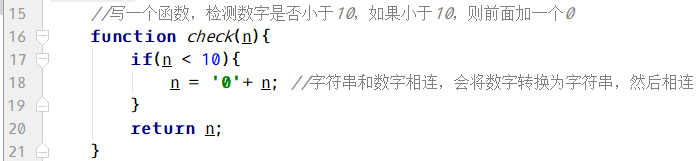 15 //写一个函数，检测数字是否小于10，如果小于10，则前面加一个0
16 function check(n){
17 if(n < 10){
18 n = '0'+ n; //字符串和数字相连，会将数字转换为字符串，然后相连
19 }
20 return n;
21 }